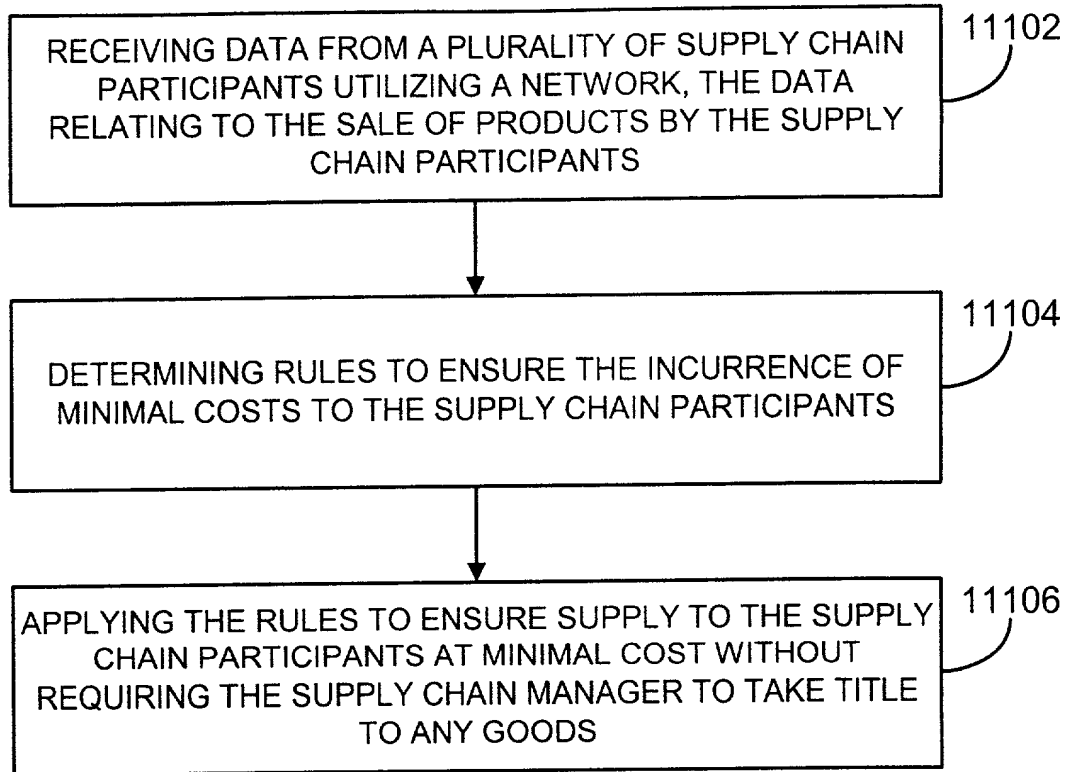 RECEIVING DATA FROM A PLURALITY OF SUPPLY CHAIN
PARTICIPANTS UTILIZING A NETWORK, THE DATA
RELATING TO THE SALE OF PRODUCTS BY THE SUPPLY
CHAIN PARTICIPANTS
11102
DETERMINING RULES TO ENSURE THE INCURRENCE OF
MINIMAL COSTS TO THE SUPPLY CHAIN PARTICIPANTS
11104
APPLYING THE RULES TO ENSURE SUPPLY TO THE SUPPLY
CHAIN PARTICIPANTS AT MINIMAL COST WITHOUT
REQUIRING THE SUPPLY CHAIN MANAGER TO TAKE TITLE
TO ANY GOODS
11106